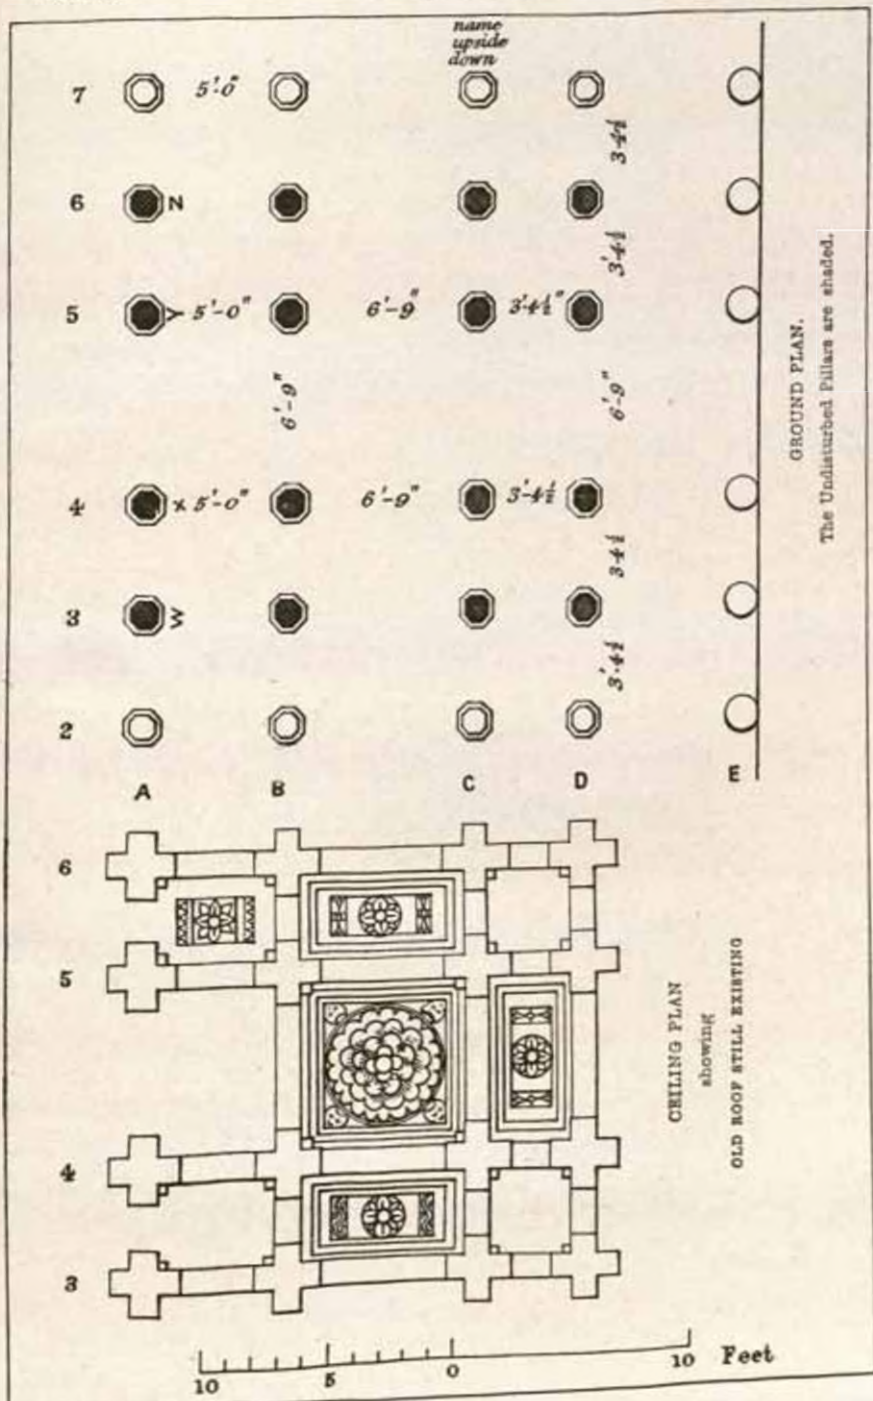 name
upside
down
7 5'-0"
3·4½
6 N
3'·4½
5 Y 5'-0" 6'-9" 3'·4½"
6'-9" 6'-9"
4 X 5'-0" 6'-9" 3'-4½
3·4½
3 W
3'·4½
2
A B C D E
GROUND PLAN.
The Undisturbed Pillars are shaded.
6
5
4
3
CEILING PLAN
showing
OLD ROOF STILL EXISTING
10 5 0 10 Feet